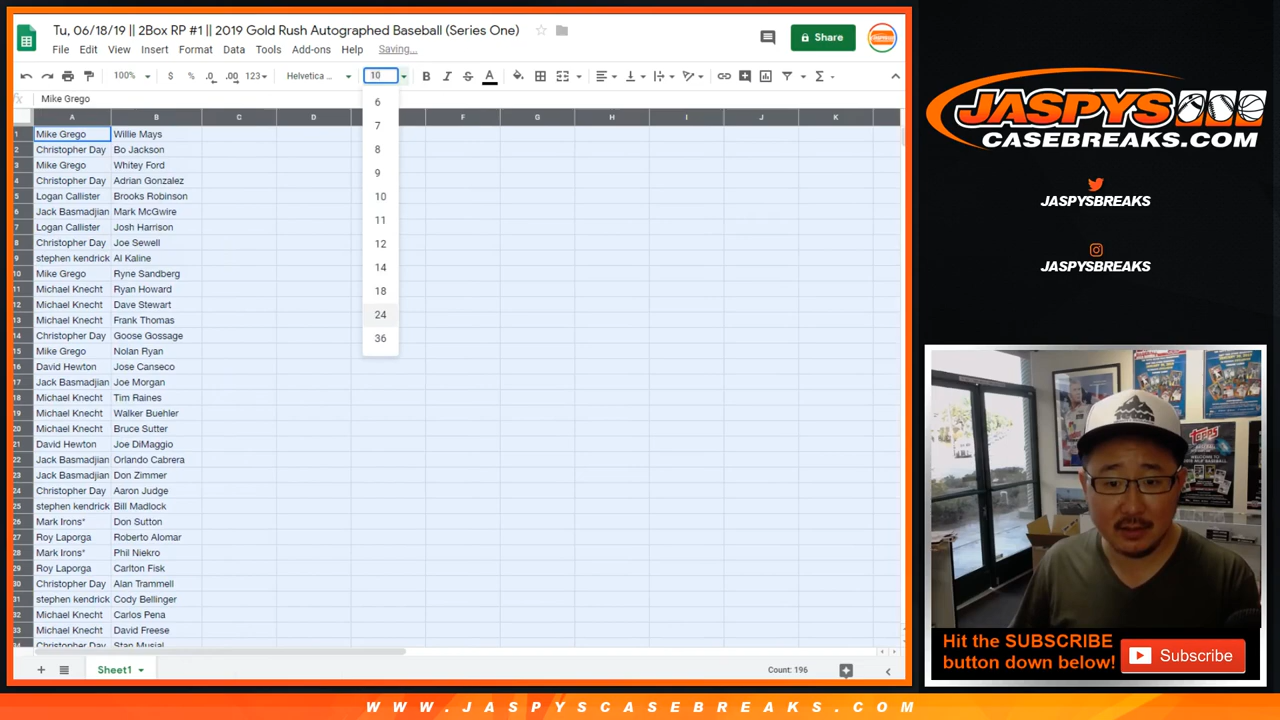 Tu, 06/18/19 || 2Box RP #1 || 2019 Gold Rush Autographed Baseball (Series One)
File Edit View Insert Format Data Tools Add-ons Help Saving...
Share
100% $ % .0 .00 123 Helvetica ... 10 B I S A Σ
fx Mike Grego
A B C D F G H I J K
1 Mike Grego Willie Mays
2 Christopher Day Bo Jackson
3 Mike Grego Whitey Ford
4 Christopher Day Adrian Gonzalez
5 Logan Callister Brooks Robinson
6 Jack Basmadjian Mark McGwire
7 Logan Callister Josh Harrison
8 Christopher Day Joe Sewell
9 stephen kendrick Al Kaline
10 Mike Grego Ryne Sandberg
11 Michael Knecht Ryan Howard
12 Michael Knecht Dave Stewart
13 Michael Knecht Frank Thomas
14 Christopher Day Goose Gossage
15 Mike Grego Nolan Ryan
16 David Hewton Jose Canseco
17 Jack Basmadjian Joe Morgan
18 Michael Knecht Tim Raines
19 Michael Knecht Walker Buehler
20 Michael Knecht Bruce Sutter
21 David Hewton Joe DiMaggio
22 Jack Basmadjian Orlando Cabrera
23 Jack Basmadjian Don Zimmer
24 Christopher Day Aaron Judge
25 stephen kendrick Bill Madlock
26 Mark Irons* Don Sutton
27 Roy Laporga Roberto Alomar
28 Mark Irons* Phil Niekro
29 Roy Laporga Carlton Fisk
30 Christopher Day Alan Trammell
31 stephen kendrick Cody Bellinger
32 Michael Knecht Carlos Pena
33 Michael Knecht David Freese
Christopher Day Stan Musial
6
7
8
9
10
11
12
14
18
24
36
Sheet1
Count: 196
JASPYS
CASEBREAKS.COM
JASPYSBREAKS
JASPYSBREAKS
topps
Teton
Hit the SUBSCRIBE
button down below!
Subscribe
WWW.JASPYSCASEBREAKS.COM